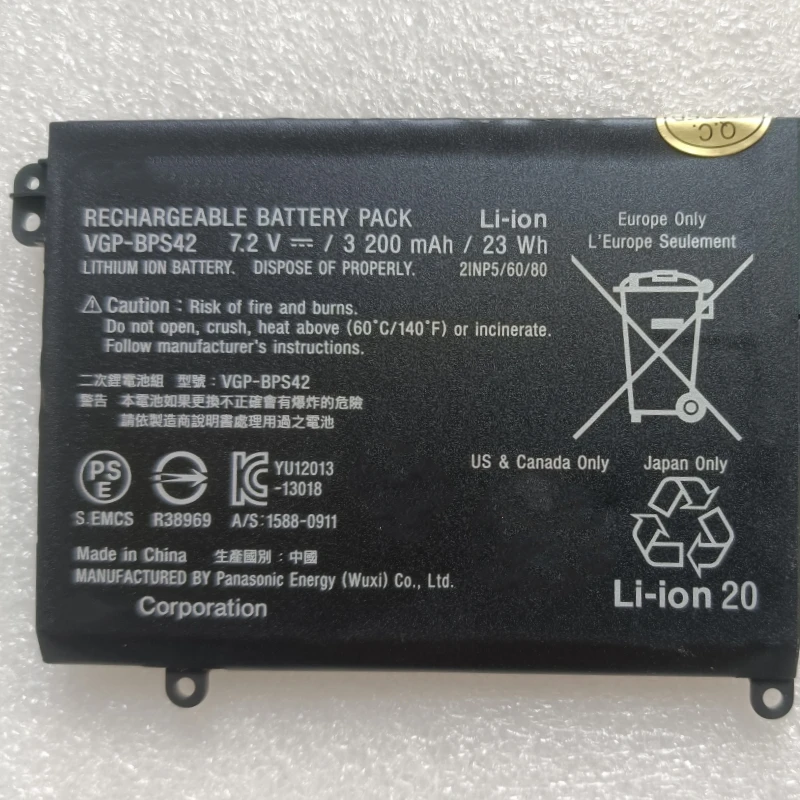 Q.C.
RECHARGEABLE BATTERY PACK Li-ion
VGP-BPS42 7.2 V ⎓ / 3 200 mAh / 23 Wh
LITHIUM ION BATTERY. DISPOSE OF PROPERLY. 2INP5/60/80
Europe Only
L'Europe Seulement
⚠ Caution : Risk of fire and burns.
Do not open, crush, heat above (60°C/140°F) or incinerate.
Follow manufacturer's instructions.
二次鋰電池組 型號：VGP-BPS42
警告 本電池如果更換不正確會有爆炸的危險
請依製造商說明書處理用過之電池
US & Canada Only Japan Only
PS
E
YU12013
-13018
S.EMCS R38969 A/S:1588-0911
Made in China 生產國別：中國
MANUFACTURED BY Panasonic Energy (Wuxi) Co., Ltd.
Corporation
Li-ion 20